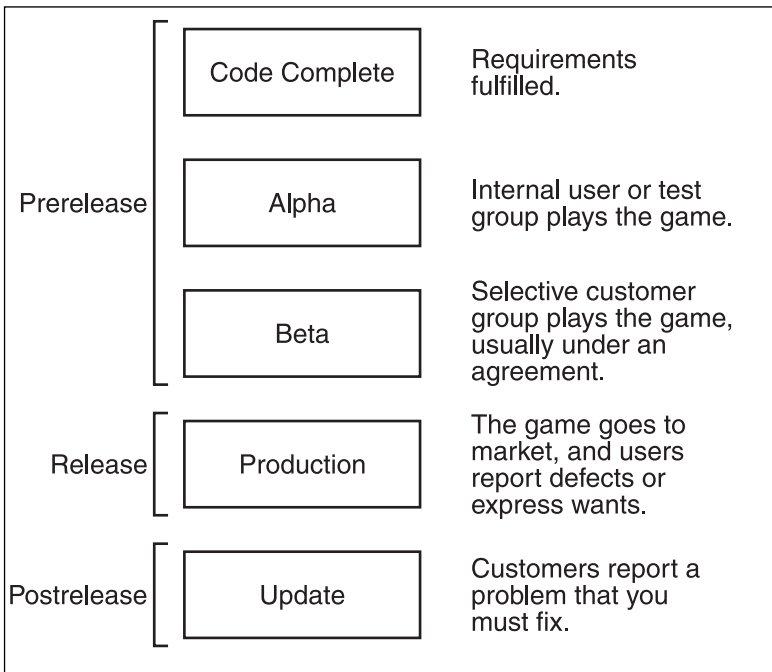 Prerelease
Code Complete
Requirements
fulfilled.
Alpha
Internal user or test
group plays the game.
Beta
Selective customer
group plays the game,
usually under an
agreement.
Release
Production
The game goes to
market, and users
report defects or
express wants.
Postrelease
Update
Customers report a
problem that you
must fix.